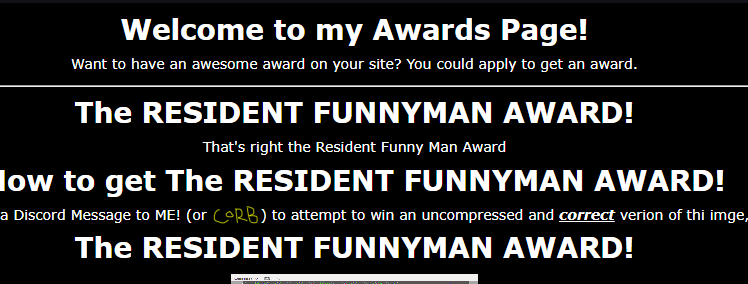 Welcome to my Awards Page!
Want to have an awesome award on your site? You could apply to get an award.
The RESIDENT FUNNYMAN AWARD!
That's right the Resident Funny Man Award
How to get The RESIDENT FUNNYMAN AWARD!
a Discord Message to ME! (or CORB) to attempt to win an uncompressed and correct verion of thi imge,
The RESIDENT FUNNYMAN AWARD!